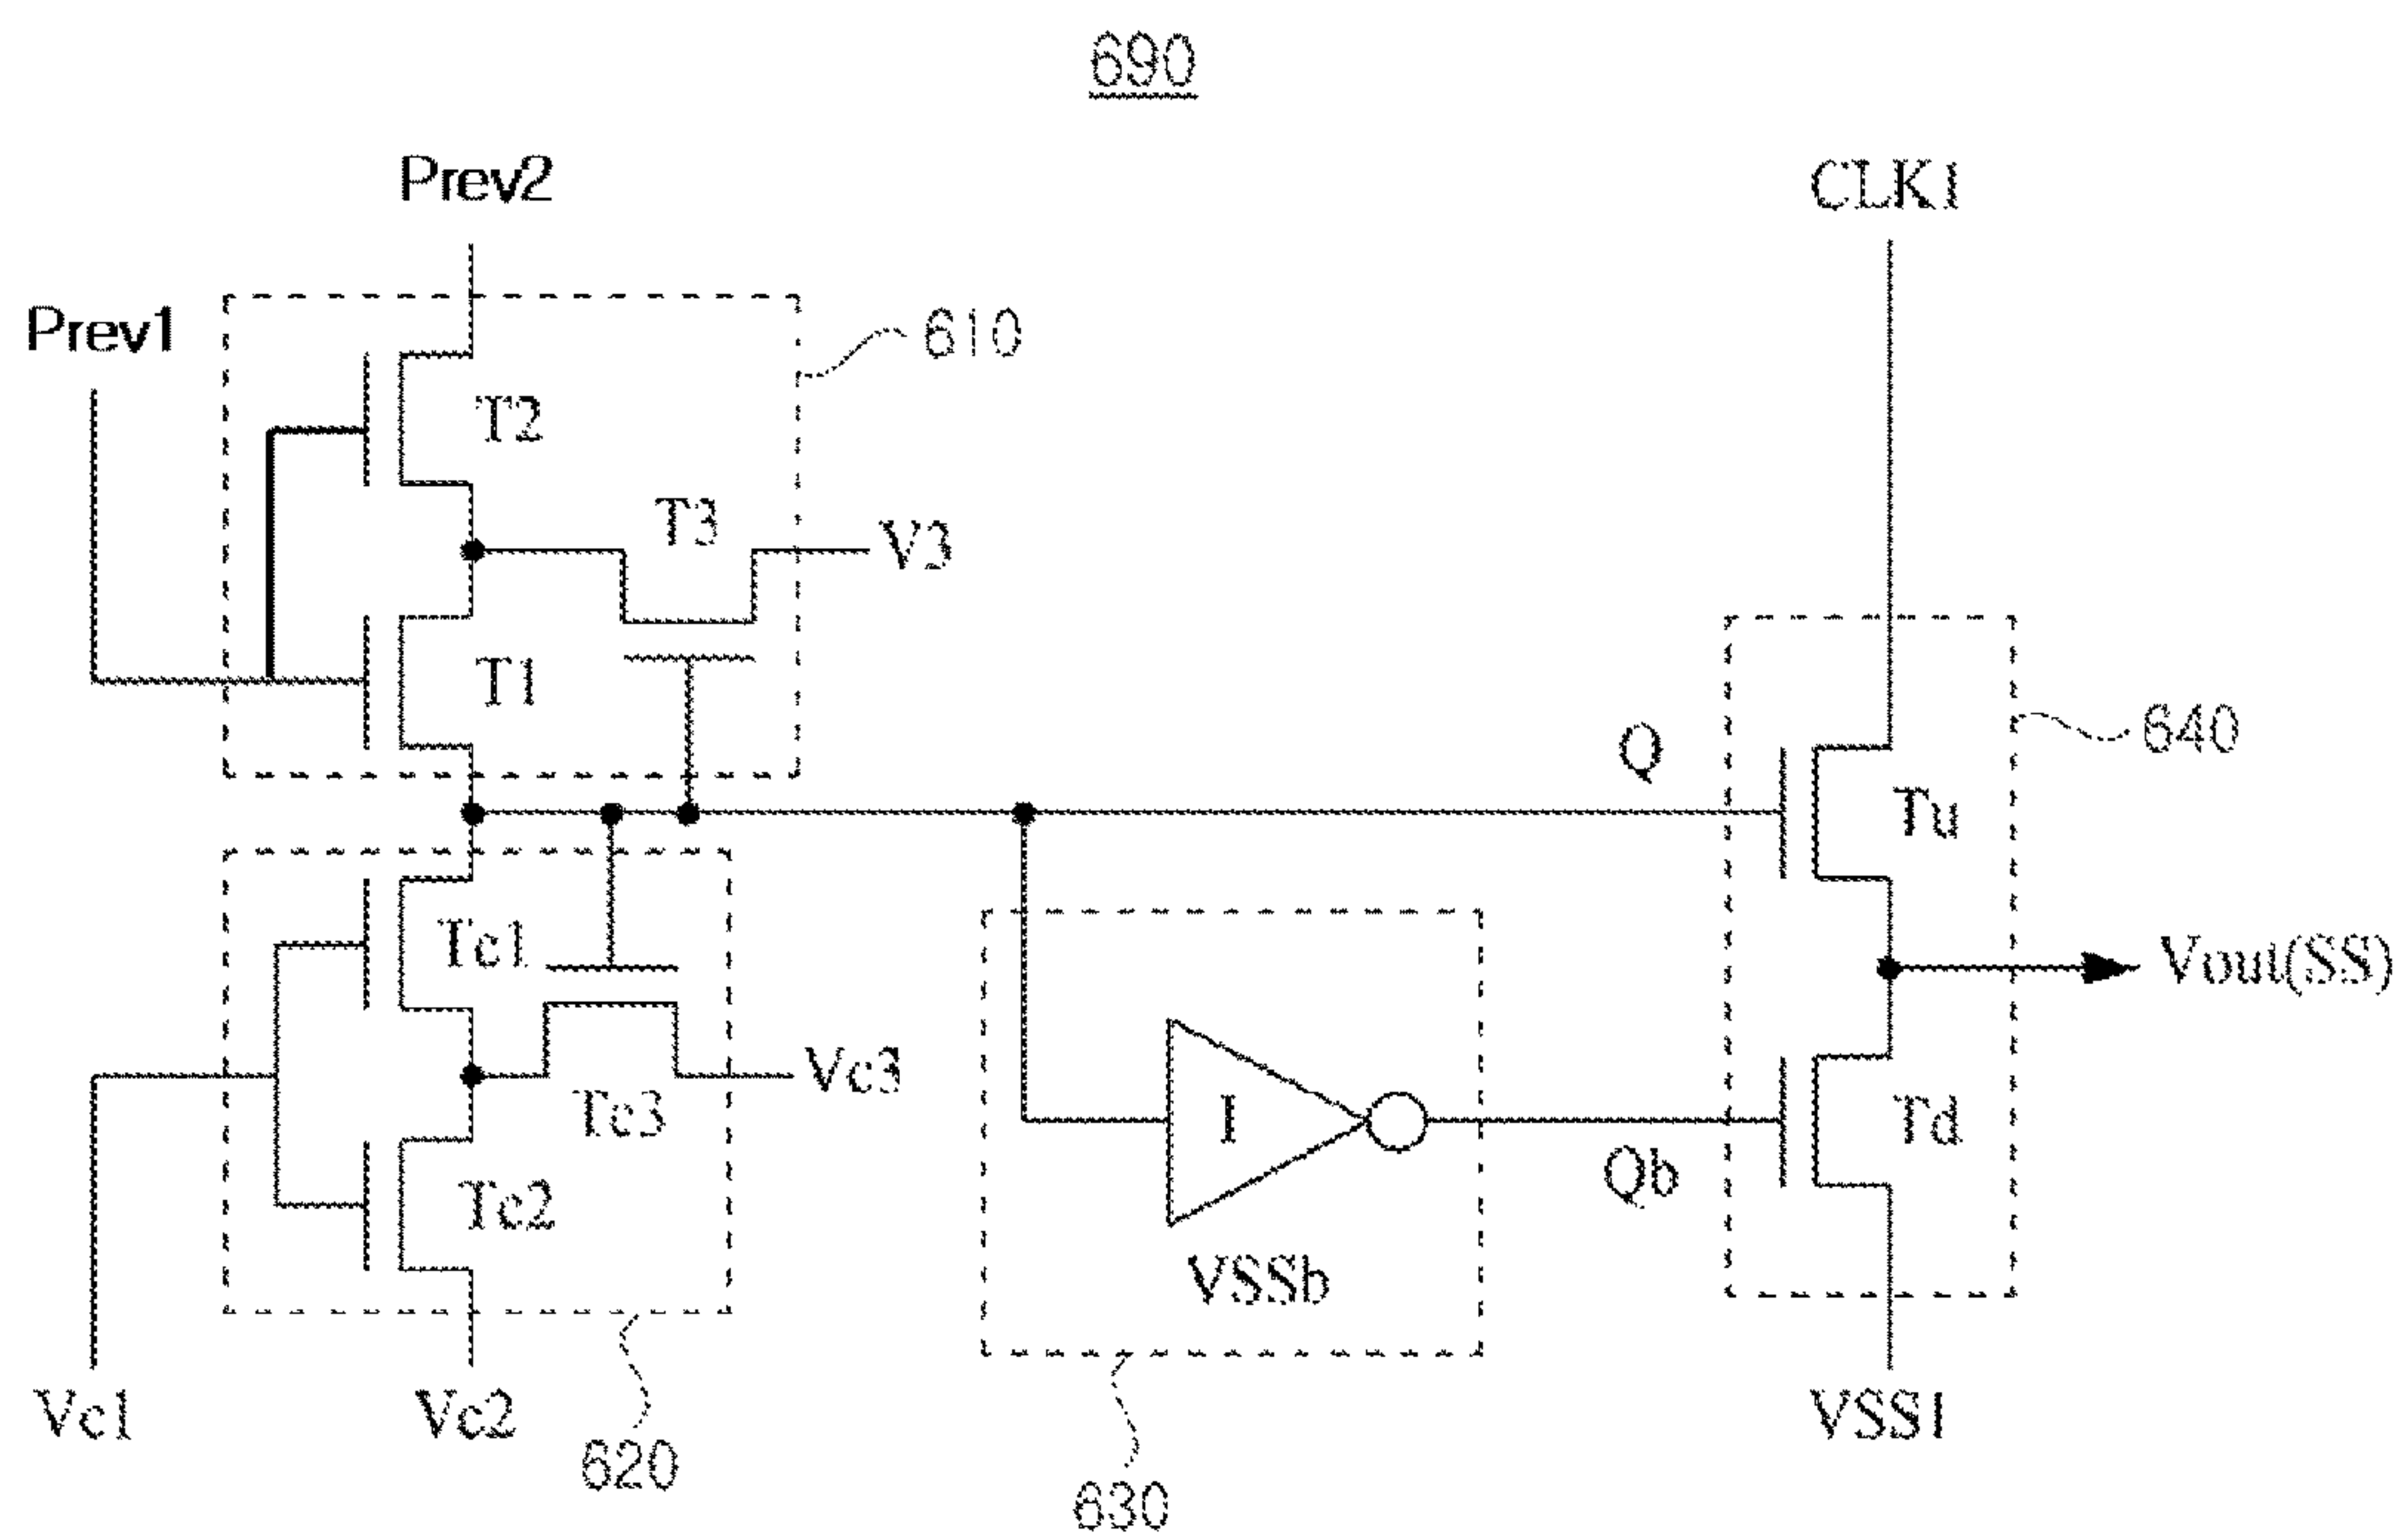 690
Prev2
CLK1
Prev1
610
T2
T3
V3
T1
Q
640
Tu
Tc1
Vout(SS)
Vc3
Tc3
I
Td
Qb
Tc2
VSSb
Vc1
Vc2
VSS1
620
630